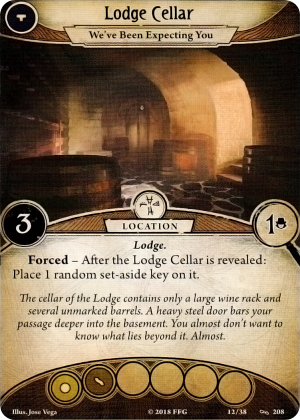 Lodge Cellar
We've Been Expecting You
3
1
LOCATION
Lodge.
Forced – After the Lodge Cellar is revealed:
Place 1 random set-aside key on it.
The cellar of the Lodge contains only a large wine rack and
several unmarked barrels. A heavy steel door bars your
passage deeper into the basement. You almost don't want to
know what lies beyond it. Almost.
Illus. Jose Vega
© 2018 FFG
12/38
208